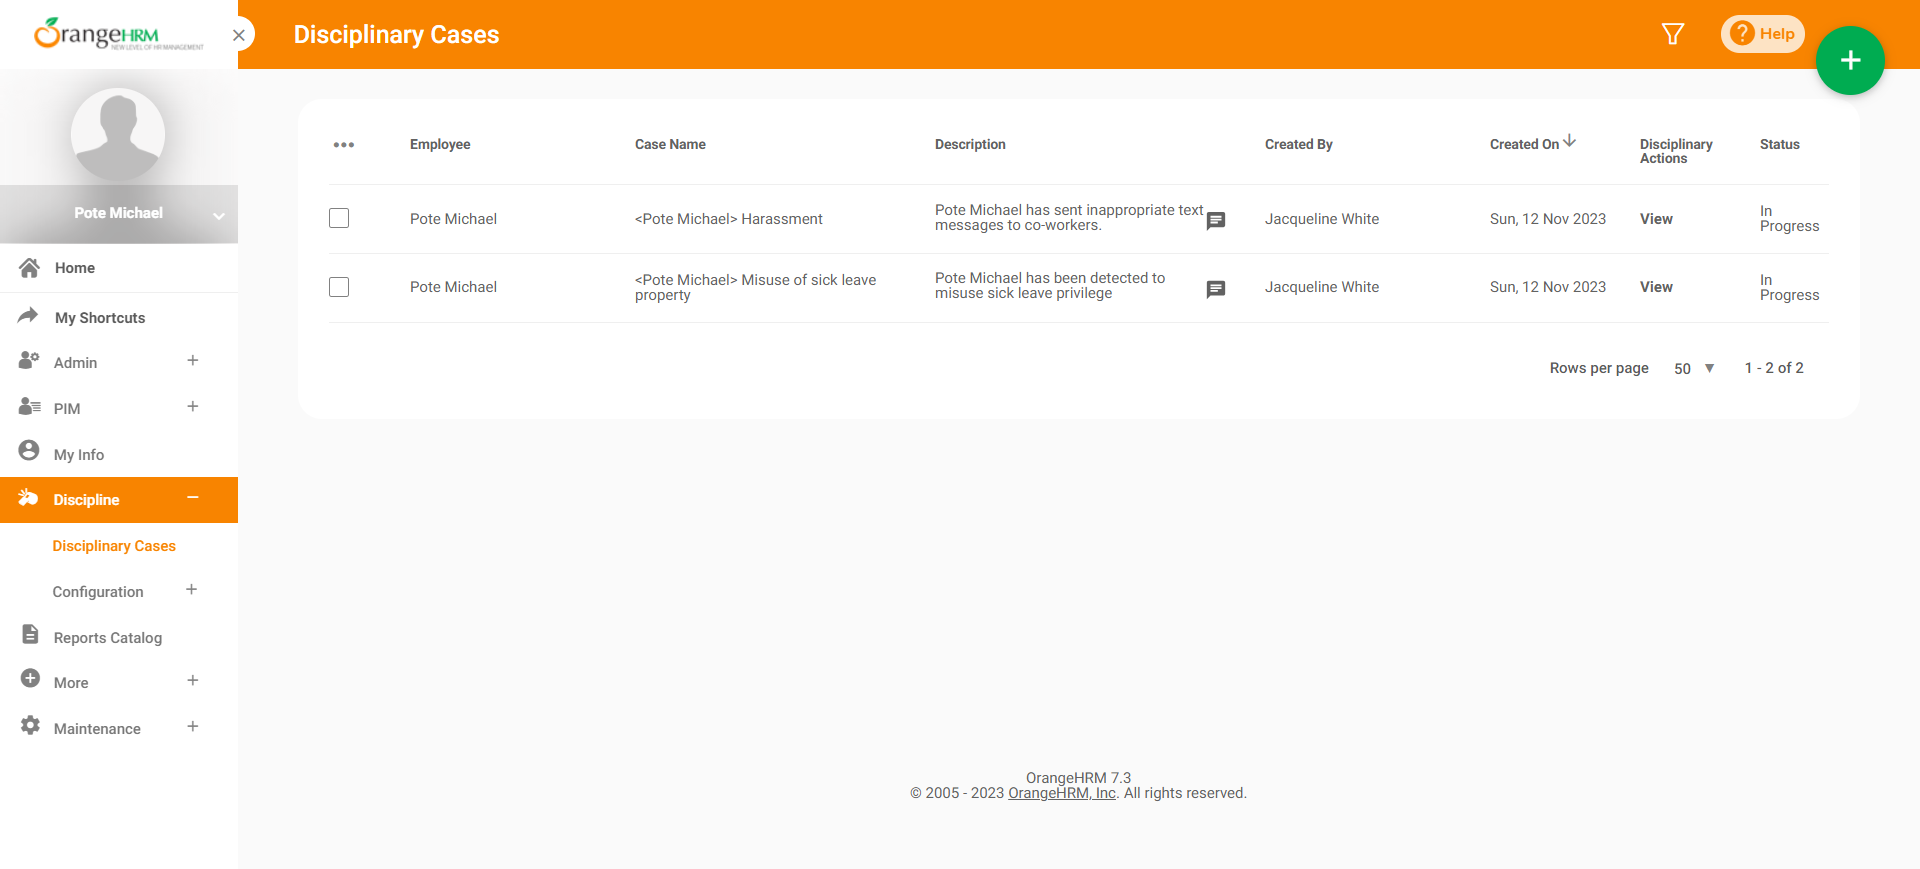 OrangeHRM
NEW LEVEL OF HR MANAGEMENT
Disciplinary Cases
? Help
+
Pote Michael
Home
My Shortcuts
Admin +
PIM +
My Info
Discipline −
Disciplinary Cases
Configuration +
Reports Catalog
More +
Maintenance +
Employee
Case Name
Description
Created By
Created On
Disciplinary
Actions
Status
Pote Michael
<Pote Michael> Harassment
Pote Michael has sent inappropriate text
messages to co-workers.
Jacqueline White
Sun, 12 Nov 2023
View
In
Progress
Pote Michael
<Pote Michael> Misuse of sick leave
property
Pote Michael has been detected to
misuse sick leave privilege
Jacqueline White
Sun, 12 Nov 2023
View
In
Progress
Rows per page 50 ▼ 1 - 2 of 2
OrangeHRM 7.3
© 2005 - 2023 OrangeHRM, Inc. All rights reserved.